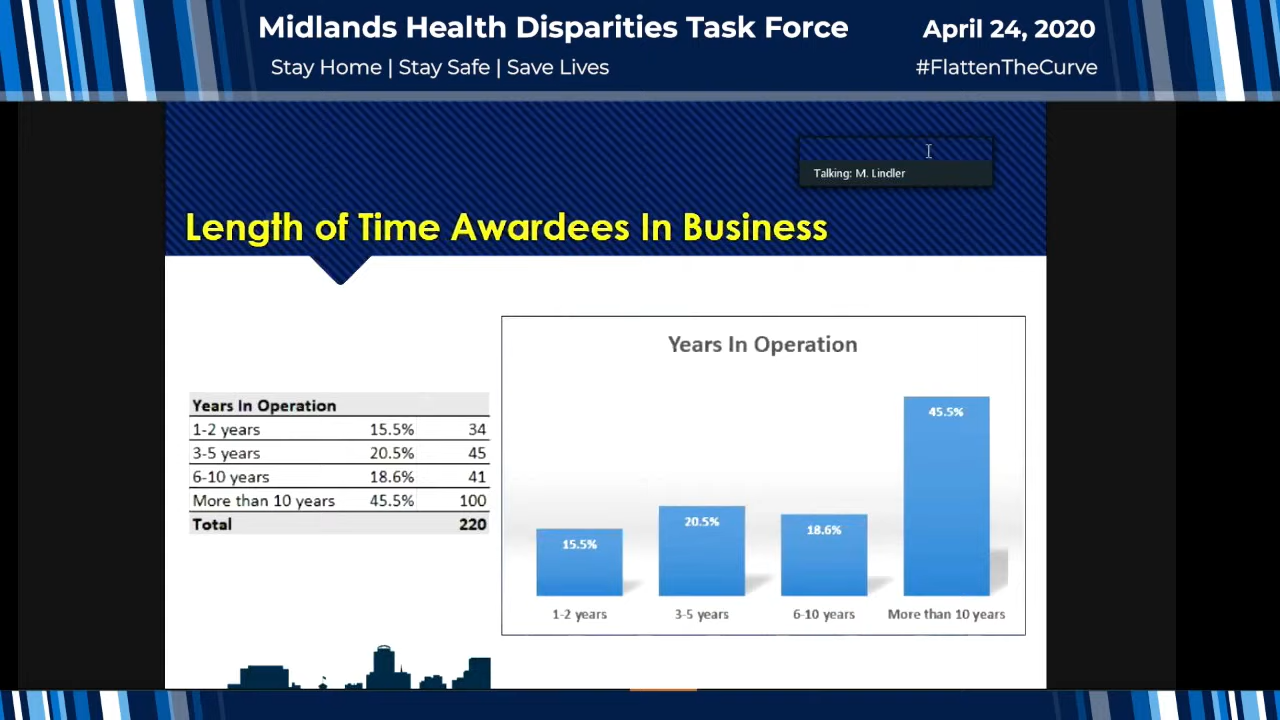 Midlands Health Disparities Task Force
April 24, 2020
Stay Home | Stay Safe | Save Lives
#FlattenTheCurve
Talking: M. Lindler
Length of Time Awardees In Business
Years In Operation
1-2 years 15.5% 34
3-5 years 20.5% 45
6-10 years 18.6% 41
More than 10 years 45.5% 100
Total 220
Years In Operation
15.5%
20.5%
18.6%
45.5%
1-2 years
3-5 years
6-10 years
More than 10 years